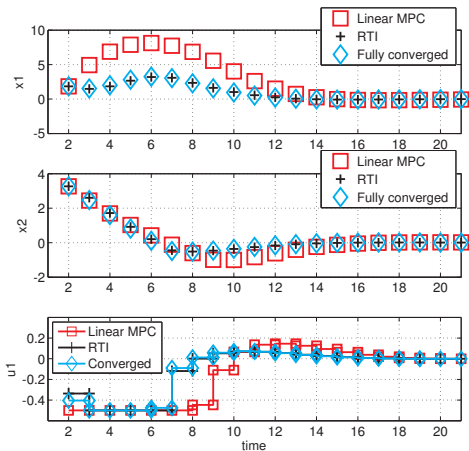 Linear MPC
RTI
Fully converged
10
5
0
-5
x1
2 4 6 8 10 12 14 16 18 20
Linear MPC
RTI
Fully converged
4
2
0
-2
x2
2 4 6 8 10 12 14 16 18 20
Linear MPC
RTI
Converged
0.2
0
-0.2
-0.4
u1
2 4 6 8 10 12 14 16 18 20
time